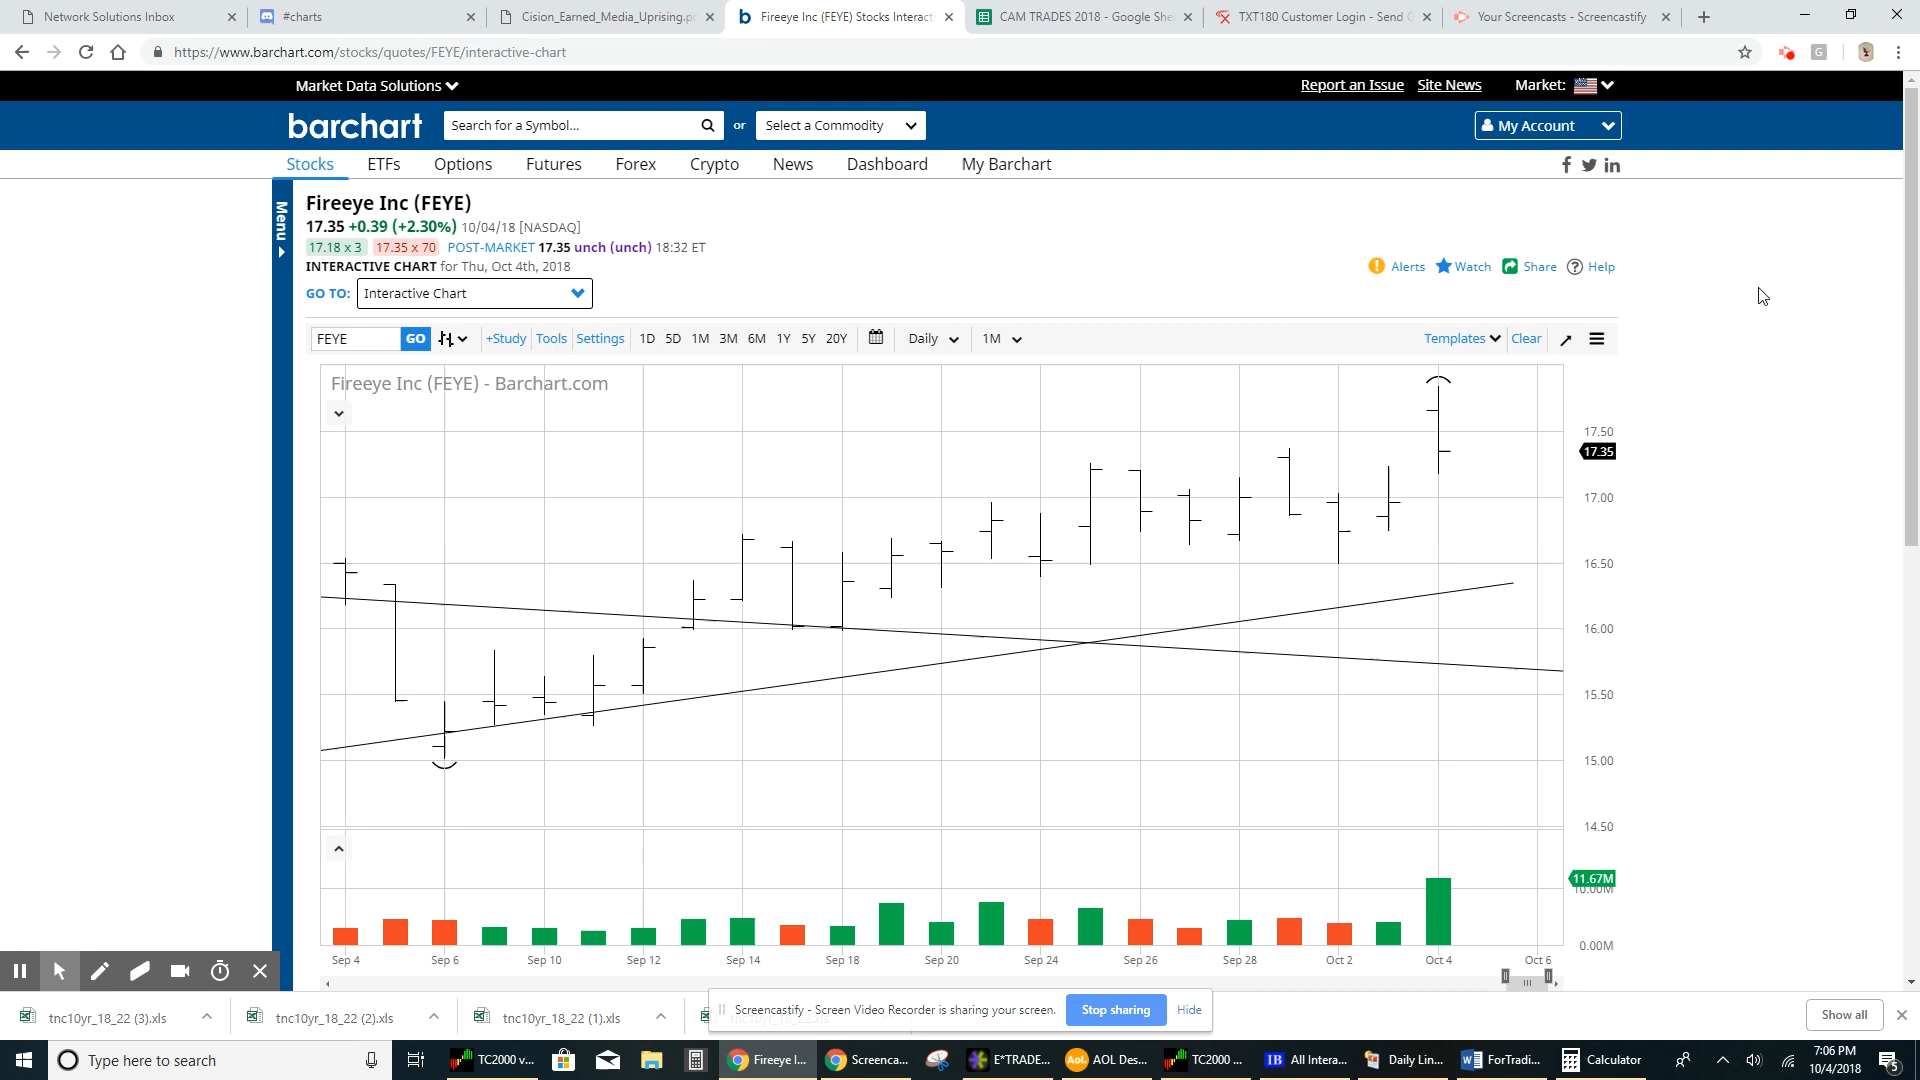 Network Solutions Inbox
#charts
Cision_Earned_Media_Uprising.p
Fireeye Inc (FEYE) Stocks Interact
CAM TRADES 2018 - Google She
TXT180 Customer Login - Send
Your Screencasts - Screencastify
https://www.barchart.com/stocks/quotes/FEYE/interactive-chart
Market Data Solutions
Report an Issue
Site News
Market:
barchart
Search for a Symbol...
or
Select a Commodity
My Account
Stocks ETFs Options Futures Forex Crypto News Dashboard My Barchart
Menu
Fireeye Inc (FEYE)
17.35 +0.39 (+2.30%) 10/04/18 [NASDAQ]
17.18 x 3 17.35 x 70 POST-MARKET 17.35 unch (unch) 18:32 ET
INTERACTIVE CHART for Thu, Oct 4th, 2018
Alerts Watch Share Help
GO TO: Interactive Chart
FEYE GO +Study Tools Settings 1D 5D 1M 3M 6M 1Y 5Y 20Y Daily 1M Templates Clear
Fireeye Inc (FEYE) - Barchart.com
17.50
17.35
17.00
16.50
16.00
15.50
15.00
14.50
11.67M
10.00M
0.00M
Sep 4 Sep 6 Sep 10 Sep 12 Sep 14 Sep 18 Sep 20 Sep 24 Sep 26 Sep 28 Oct 2 Oct 4 Oct 6
tnc10yr_18_22 (3).xls
tnc10yr_18_22 (2).xls
tnc10yr_18_22 (1).xls
Screencastify - Screen Video Recorder is sharing your screen.
Stop sharing
Hide
Show all
Type here to search
TC2000 v...
Fireeye I...
Screenca...
E*TRADE...
AOL Des...
TC2000 ...
All Intera...
Daily Lin...
ForTradi...
Calculator
7:06 PM
10/4/2018
5